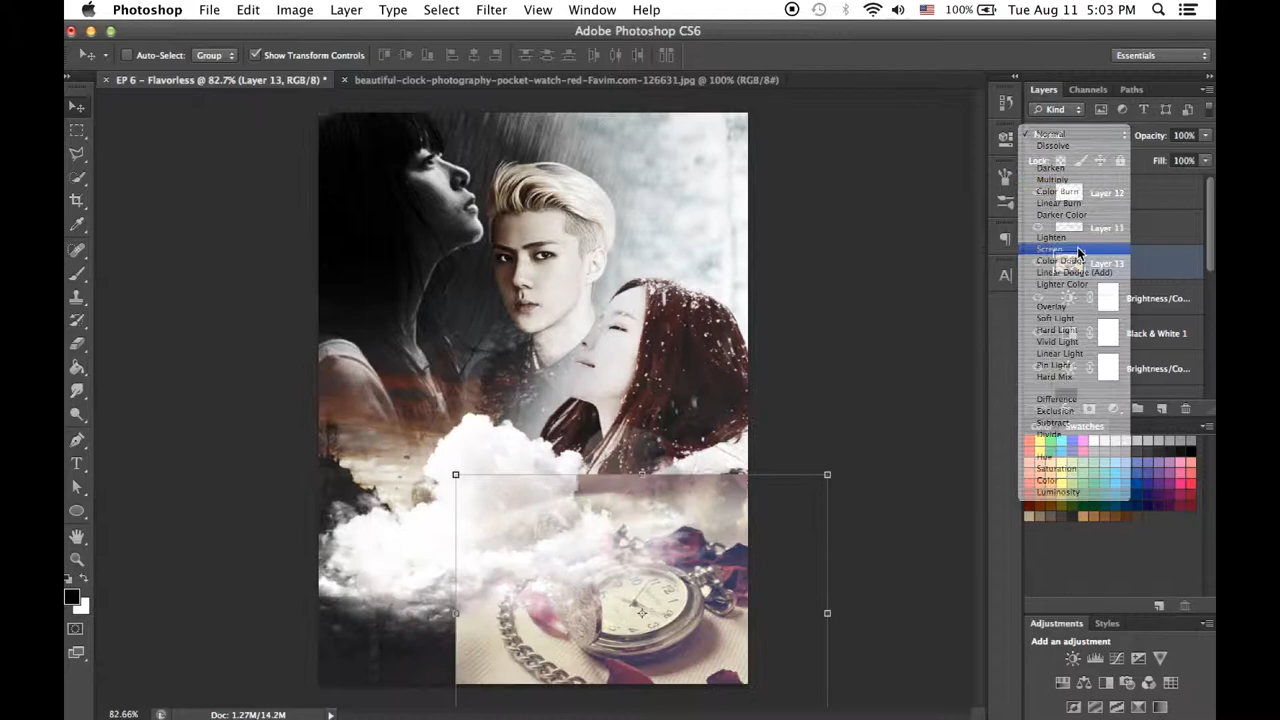 Photoshop File Edit Image Layer Type Select Filter View Window Help 100% Tue Aug 11 5:03 PM
Adobe Photoshop CS6
Auto-Select: Group Show Transform Controls Essentials
× EP 6 - Flavorless @ 82.7% (Layer 13, RGB/8) * × beautiful-clock-photography-pocket-watch-red-Favim.com-126631.jpg @ 100% (RGB/8#)
Layers Channels Paths
Kind
Normal Opacity: 100%
Dissolve
Lock: Fill: 100%
Darken
Multiply
Color Burn Layer 12
Linear Burn
Darker Color
Layer 11
Lighten
Screen
Color Dodge Layer 13
Linear Dodge (Add)
Lighter Color
Brightness/Co...
Overlay
Soft Light
Hard Light Black & White 1
Vivid Light
Linear Light
Pin Light Brightness/Co...
Hard Mix
Difference
Exclusion
Subtract Swatches
Divide
Hue
Saturation
Color
Luminosity
Adjustments Styles
Add an adjustment
82.66% Doc: 1.27M/14.2M